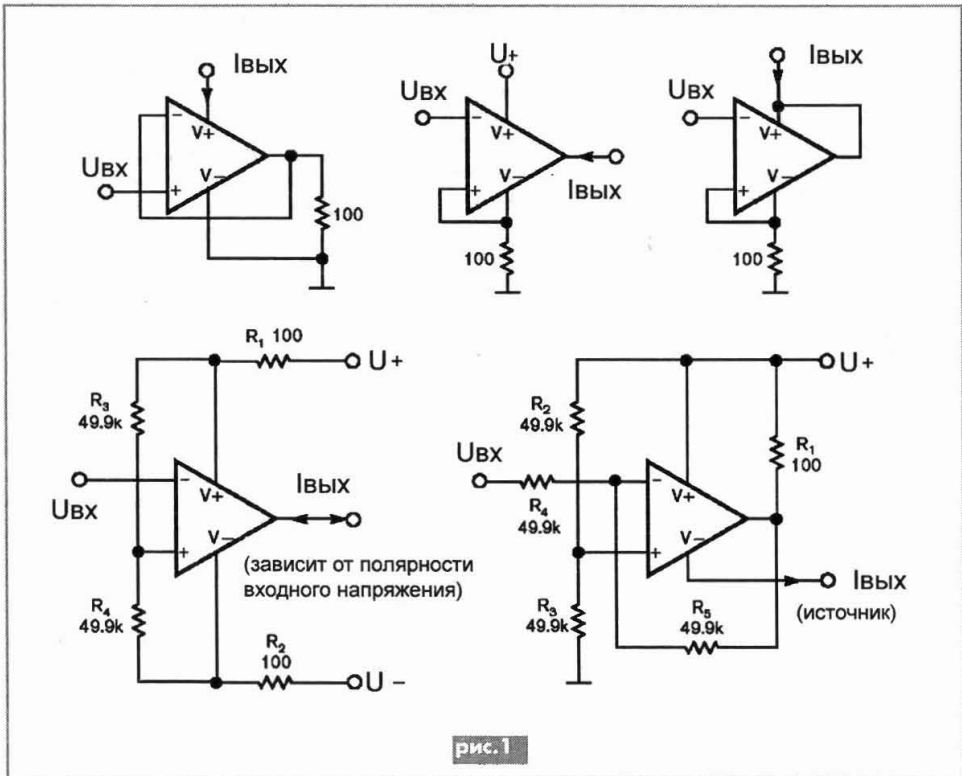 Iвых
Uвх
−
+
V+
V−
100
U+
Uвх
−
+
V+
V−
Iвых
100
Iвых
Uвх
−
+
V+
V−
100
R₁ 100
U+
R₃
49.9k
Uвх
−
+
V+
V−
Iвых
(зависит от полярности
входного напряжения)
R₄
49.9k
R₂
100
U −
U+
R₂
49.9k
R₁
100
Uвх
R₄
49.9k
−
+
V+
V−
Iвых
(источник)
R₃
49.9k
R₅
49.9k
рис.1